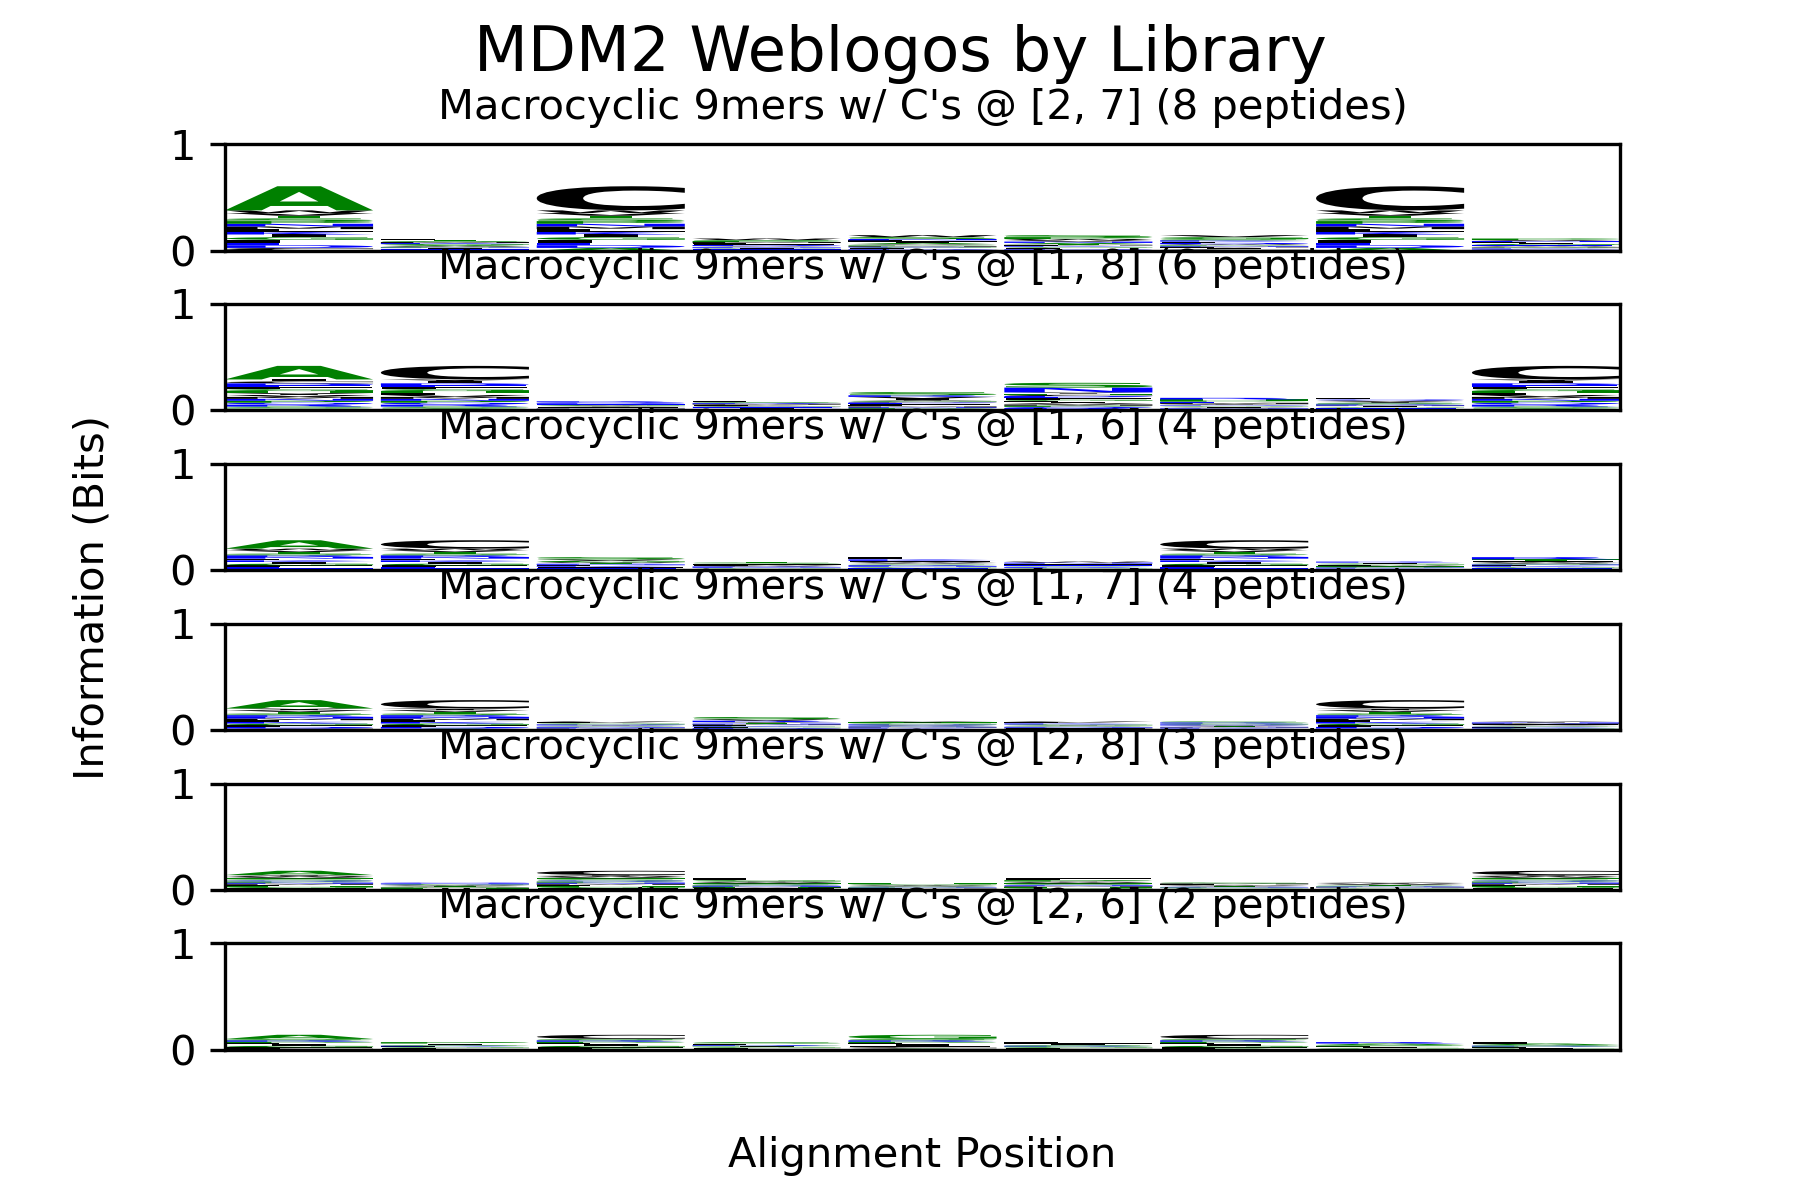 MDM2 Weblogos by Library
Macrocyclic 9mers w/ C's @ [2, 7] (8 peptides)
1
A C C
0
Macrocyclic 9mers w/ C's @ [1, 8] (6 peptides)
1
A C C
0
Macrocyclic 9mers w/ C's @ [1, 6] (4 peptides)
1
A C C
0
Macrocyclic 9mers w/ C's @ [1, 7] (4 peptides)
1
A C C
0
Macrocyclic 9mers w/ C's @ [2, 8] (3 peptides)
1
0
Macrocyclic 9mers w/ C's @ [2, 6] (2 peptides)
1
0
Information (Bits)
Alignment Position